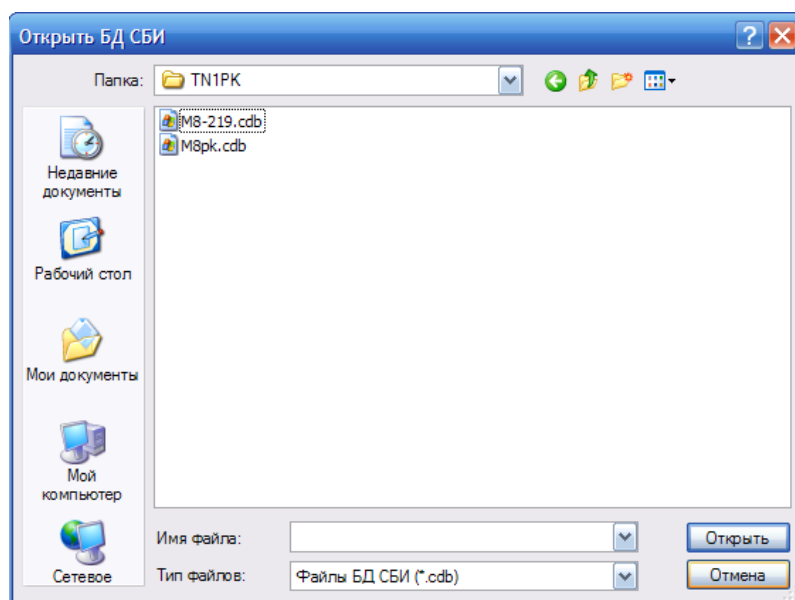 Открыть БД СБИ
Папка:
TN1PK
M8-219.cdb
M8pk.cdb
Недавние
документы
Рабочий стол
Мои документы
Мой
компьютер
Сетевое
Имя файла:
Открыть
Тип файлов:
Файлы БД СБИ (*.cdb)
Отмена